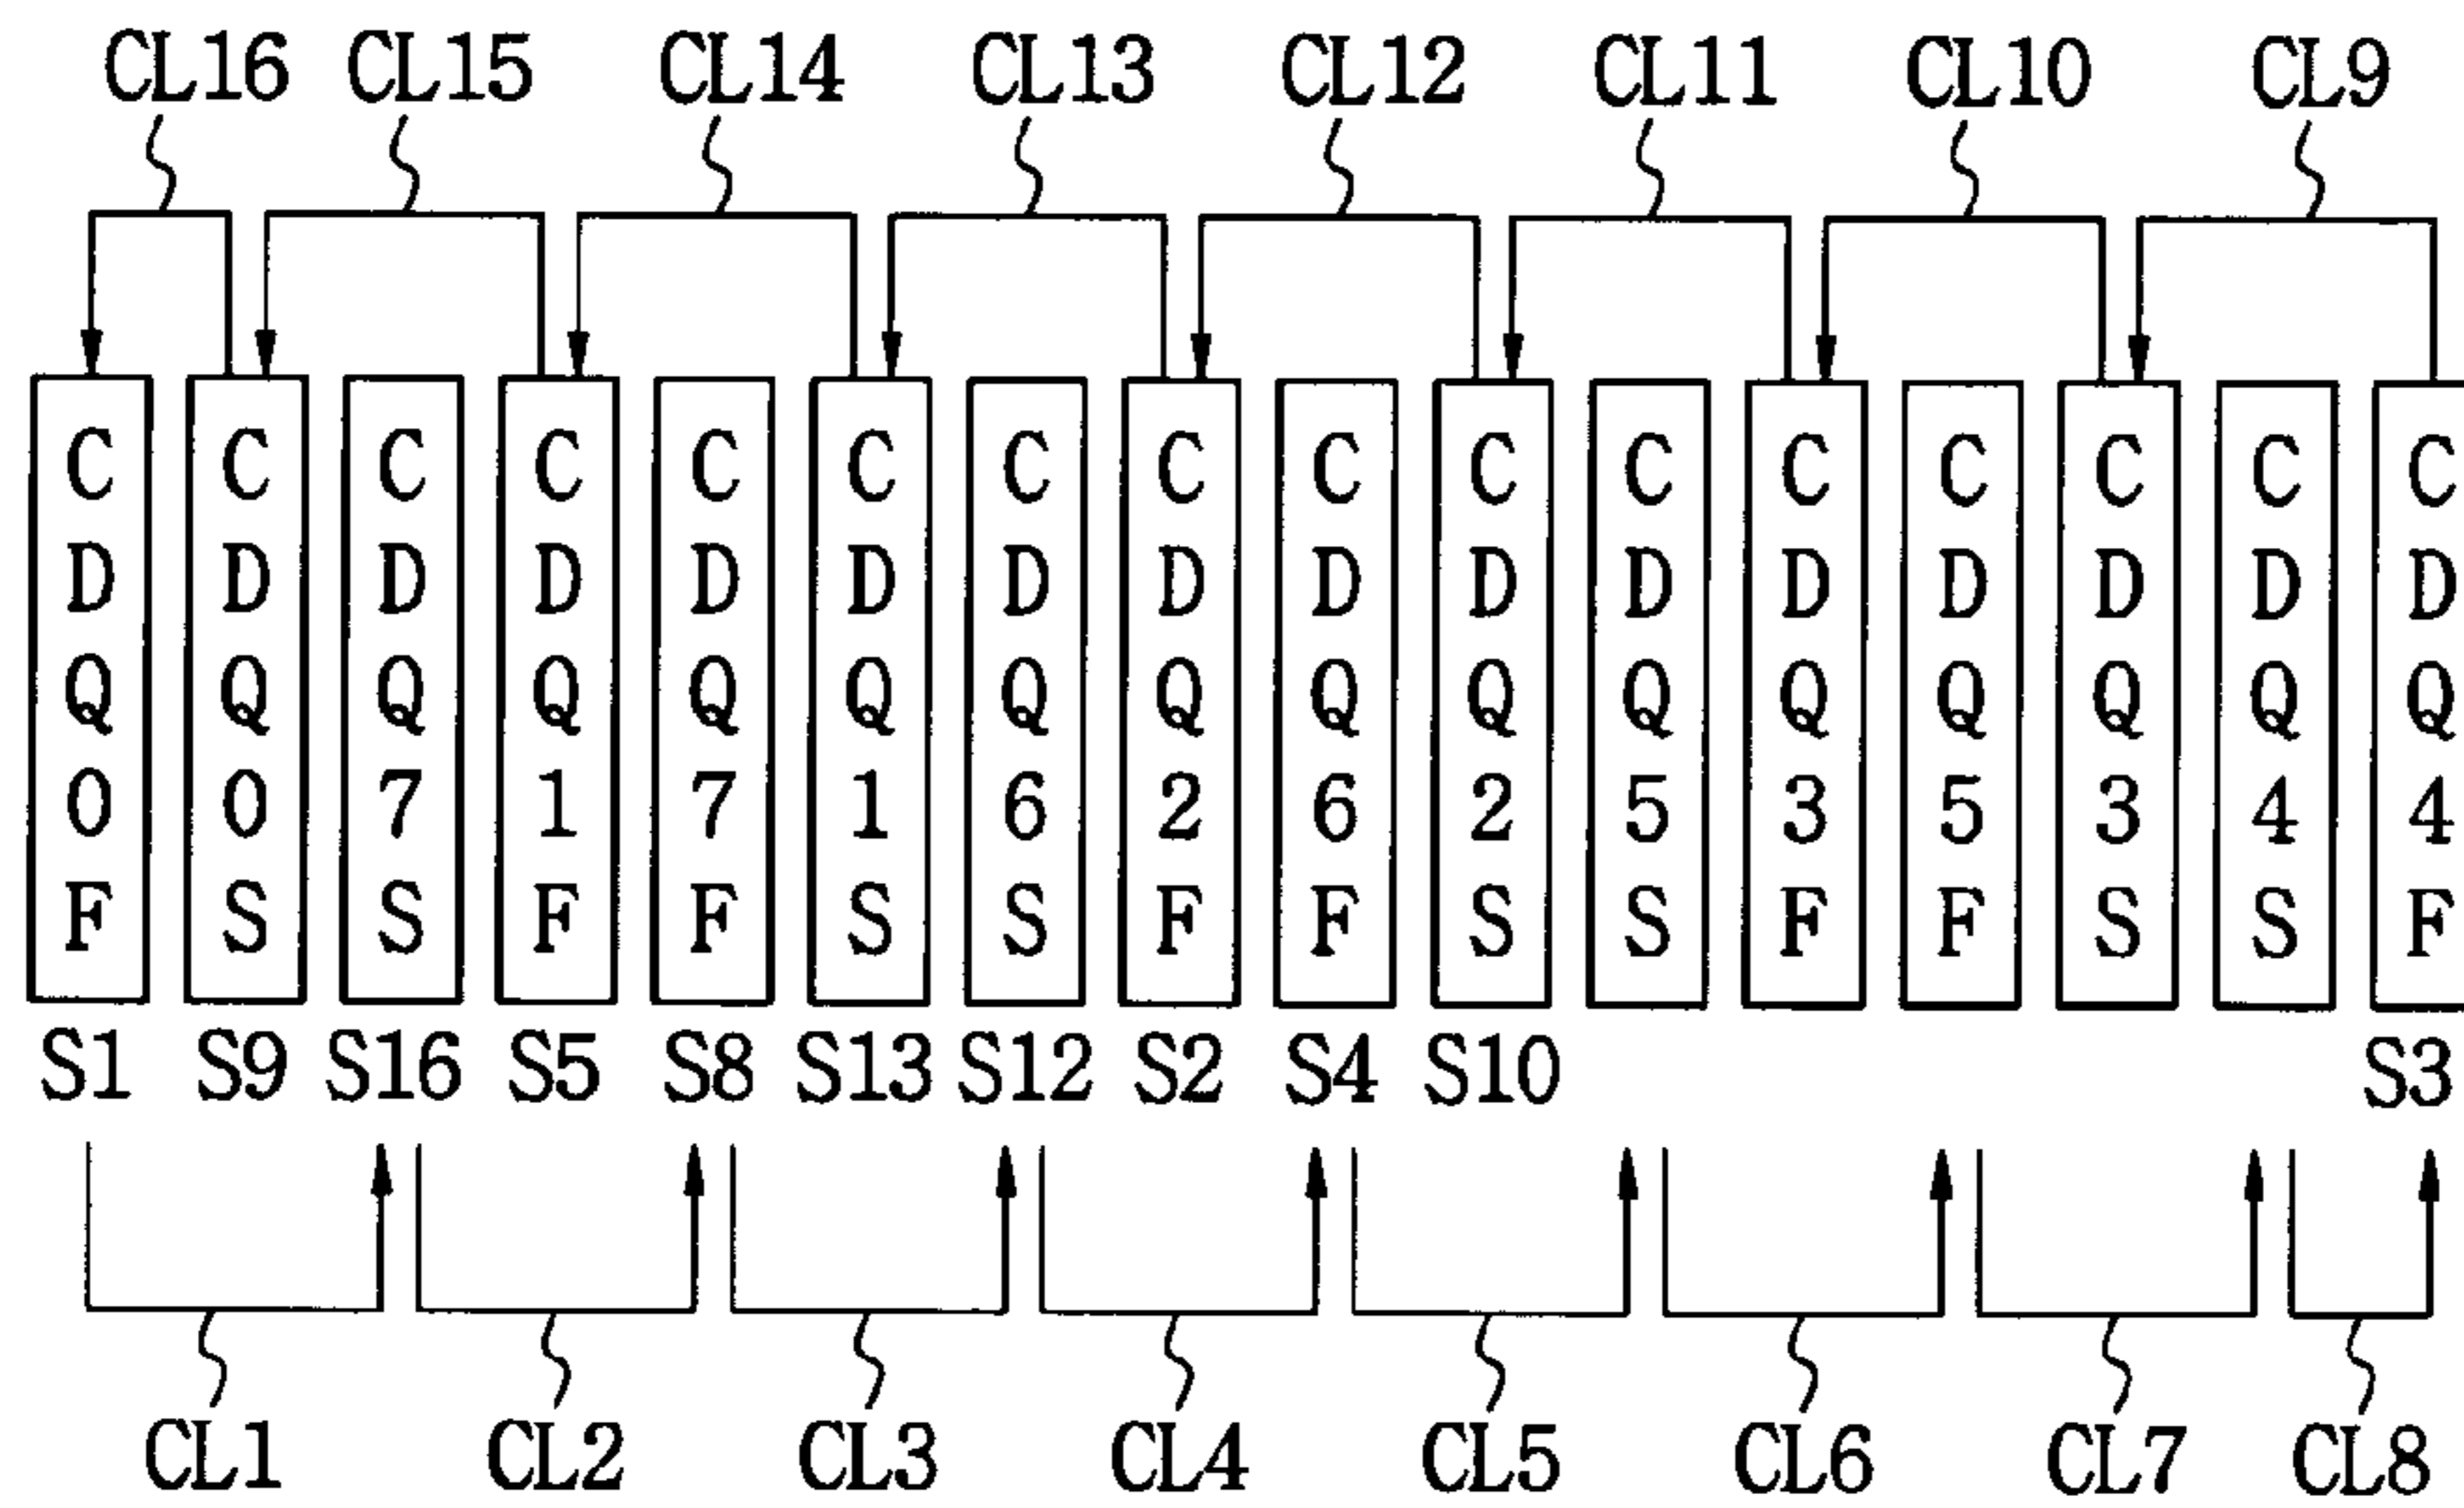 CL16 CL15 CL14 CL13 CL12 CL11 CL10 CL9
CDQ0F CDQ0S CDQ7S CDQ1F CDQ7F CDQ1S CDQ6S CDQ2F CDQ6F CDQ2S CDQ5S CDQ3F CDQ5F CDQ3S CDQ4S CDQ4F
S1 S9 S16 S5 S8 S13 S12 S2 S4 S10 S3
CL1 CL2 CL3 CL4 CL5 CL6 CL7 CL8